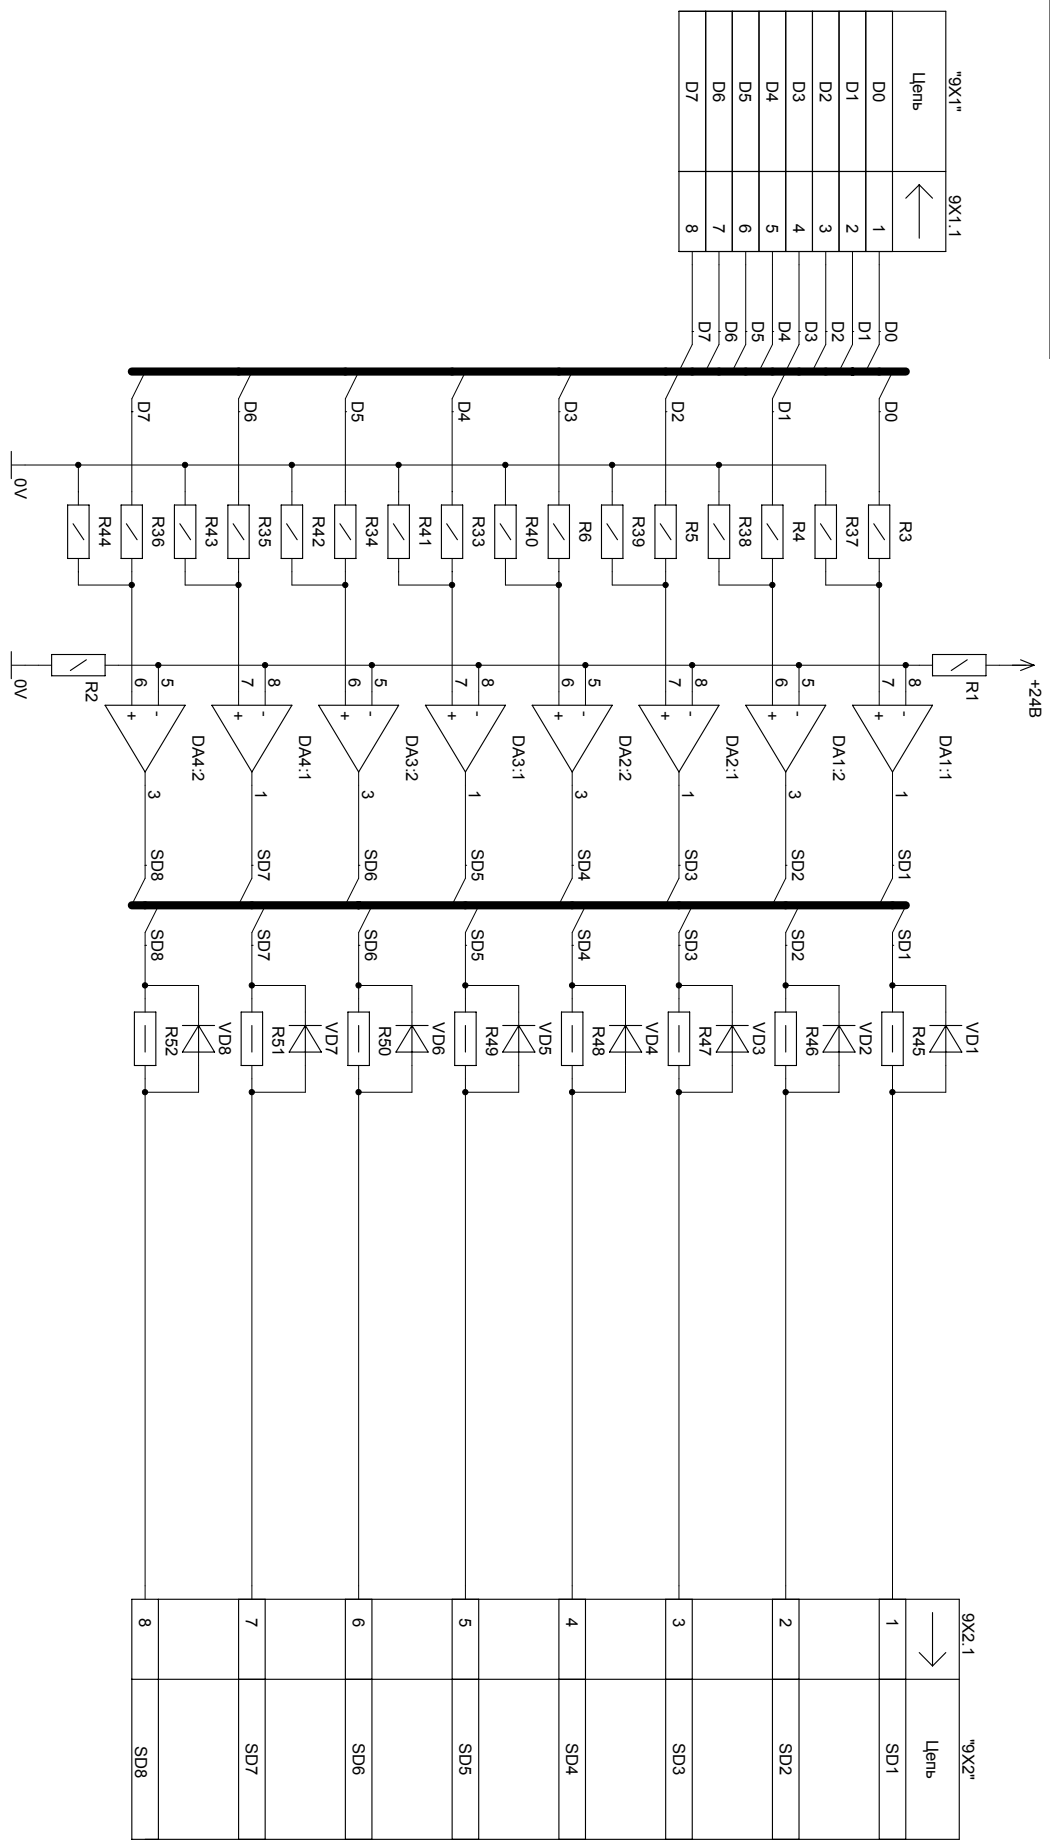 "9X1"
9X1.1
Цепь
D0 1
D1 2
D2 3
D3 4
D4 5
D5 6
D6 7
D7 8
D0
D1
D2
D3
D4
D5
D6
D7
D0
D1
D2
D3
D4
D5
D6
D7
0V
R3
R37
R4
R38
R5
R39
R6
R40
R33
R41
R34
R42
R35
R43
R36
R44
+24В
R1
R2
0V
8 - 7 + DA1:1 1
5 - 6 + DA1:2 3
8 - 7 + DA2:1 1
5 - 6 + DA2:2 3
8 - 7 + DA3:1 1
5 - 6 + DA3:2 3
8 - 7 + DA4:1 1
5 - 6 + DA4:2 3
SD1
SD2
SD3
SD4
SD5
SD6
SD7
SD8
SD1
SD2
SD3
SD4
SD5
SD6
SD7
SD8
VD1
R45
VD2
R46
VD3
R47
VD4
R48
VD5
R49
VD6
R50
VD7
R51
VD8
R52
9X2.1
"9X2"
Цепь
1 SD1
2 SD2
3 SD3
4 SD4
5 SD5
6 SD6
7 SD7
8 SD8